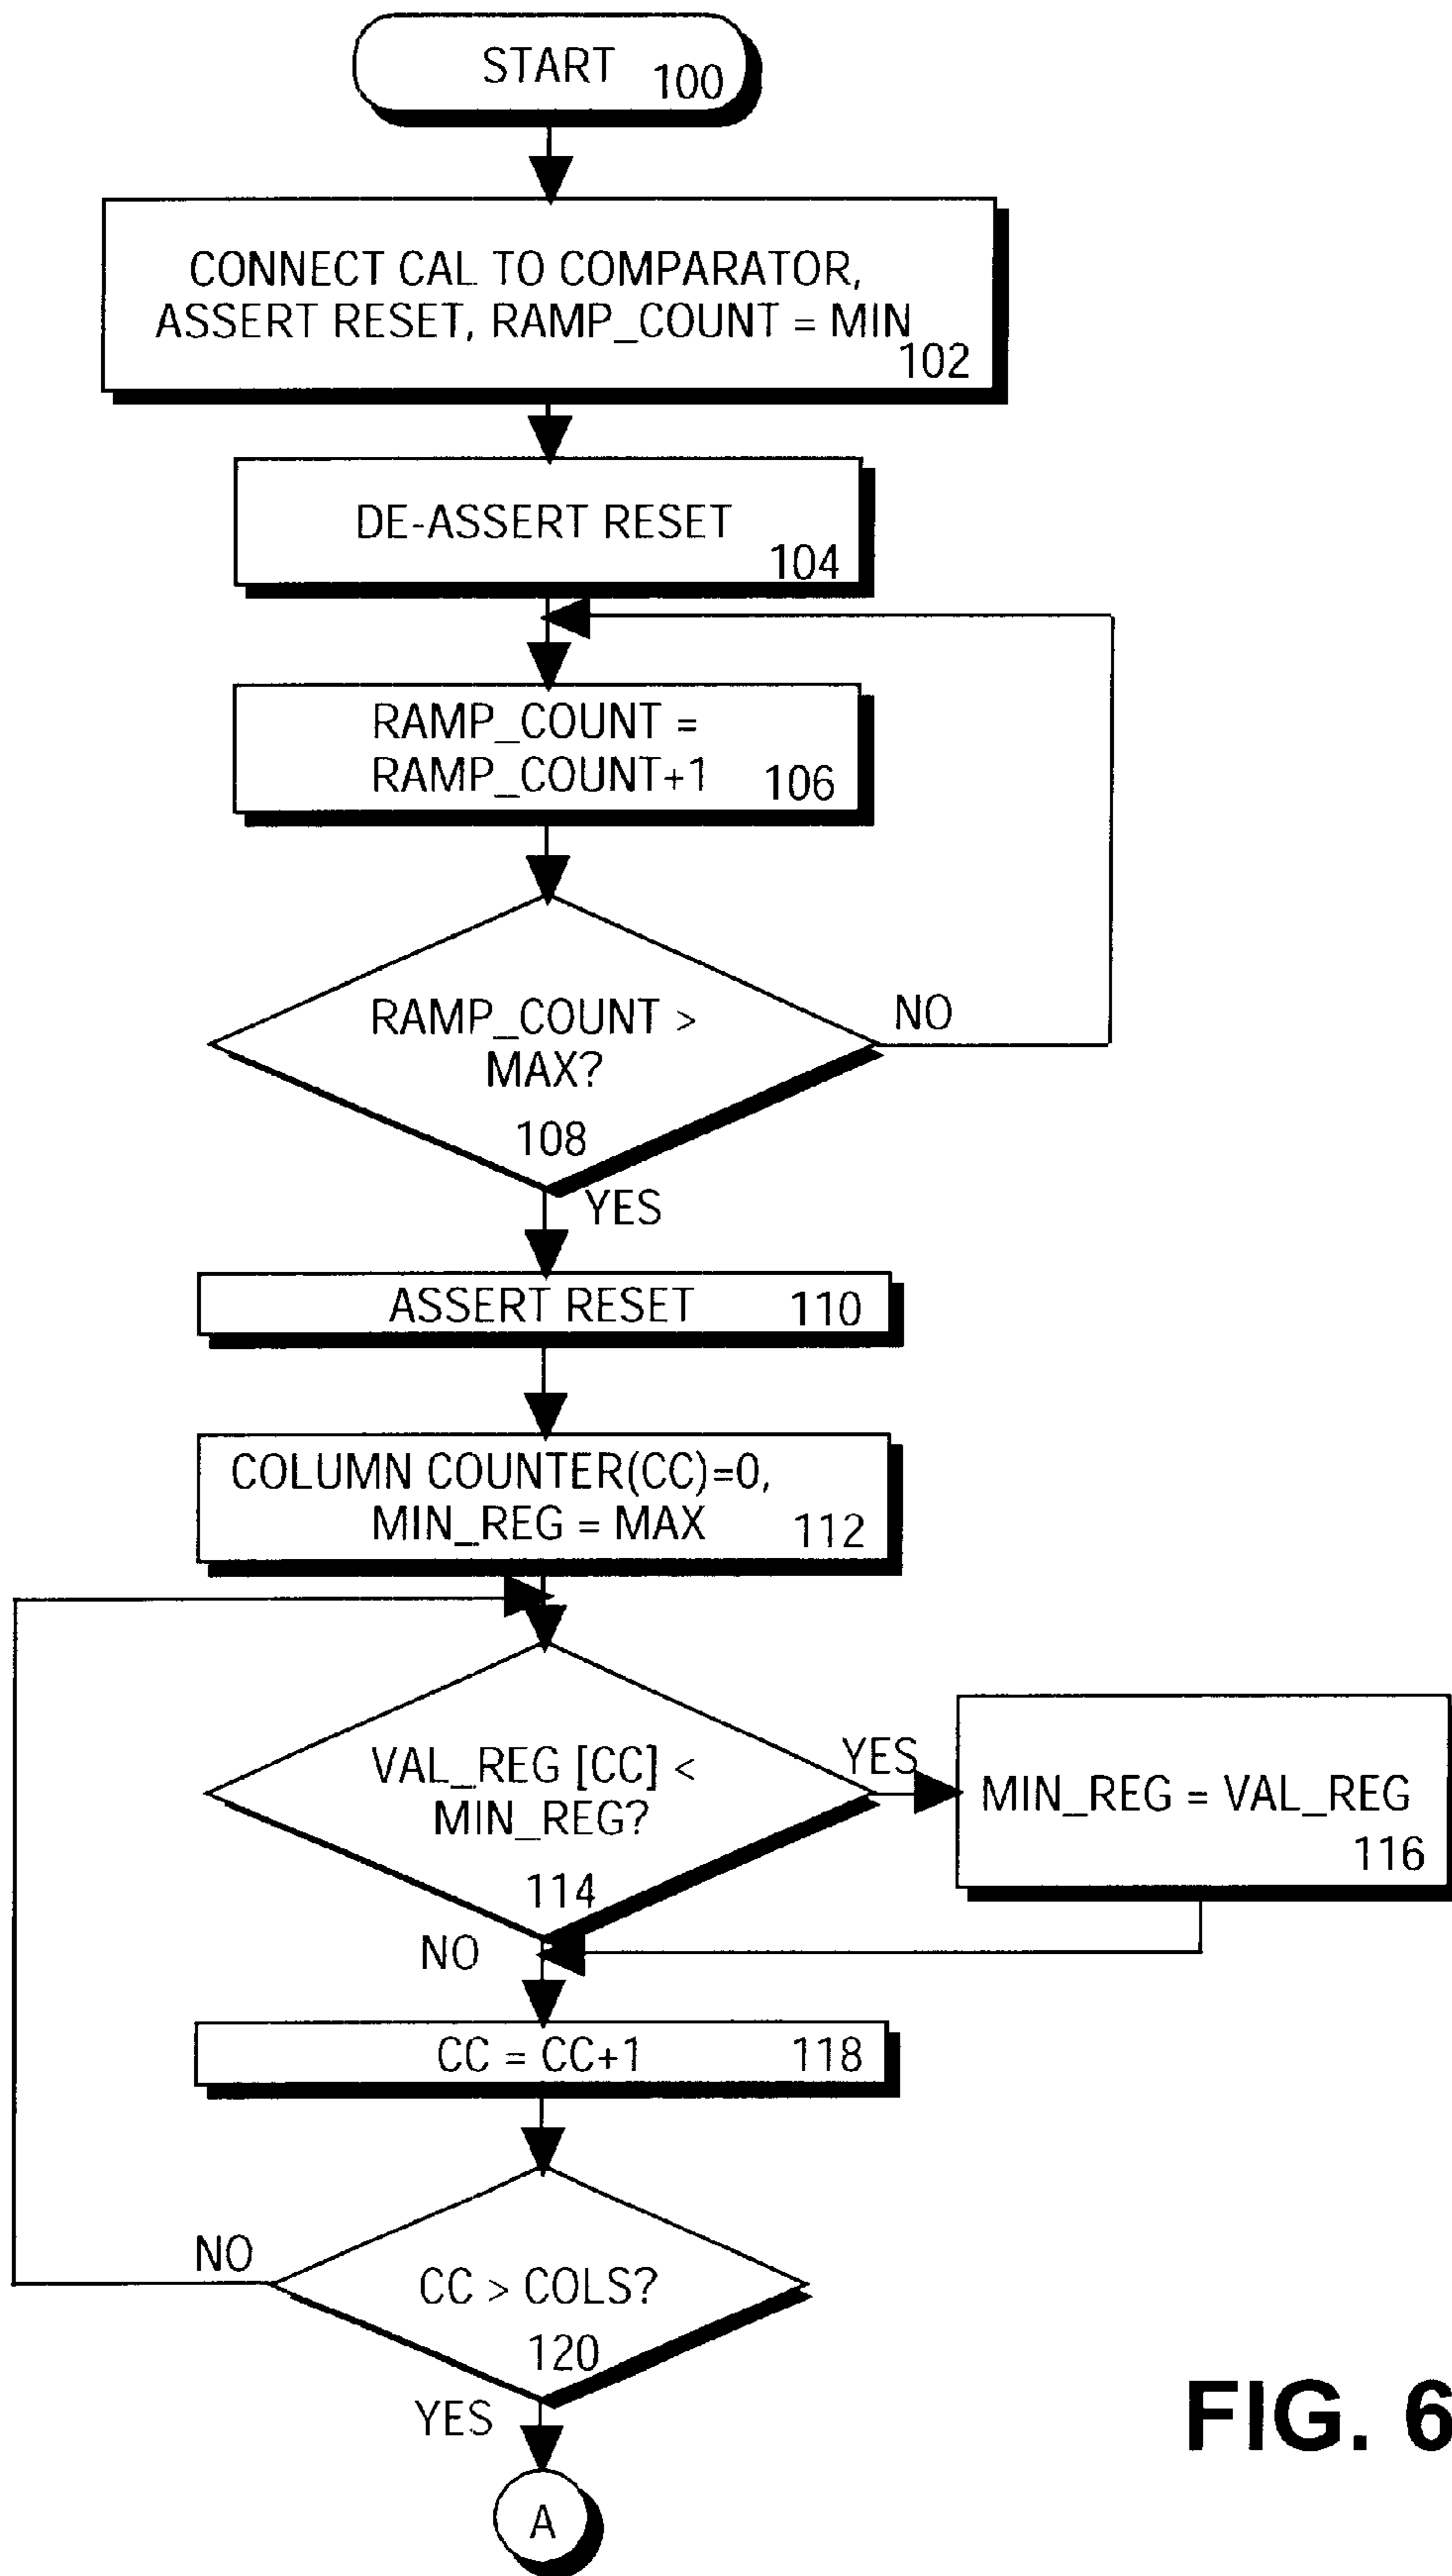 START 100
CONNECT CAL TO COMPARATOR,
ASSERT RESET, RAMP_COUNT = MIN
102
DE-ASSERT RESET
104
RAMP_COUNT =
RAMP_COUNT+1 106
RAMP_COUNT >
MAX?
108
NO
YES
ASSERT RESET 110
COLUMN COUNTER(CC)=0,
MIN_REG = MAX 112
VAL_REG [CC] <
MIN_REG?
114
YES
MIN_REG = VAL_REG
116
NO
CC = CC+1 118
CC > COLS?
120
NO
YES
A
FIG. 6